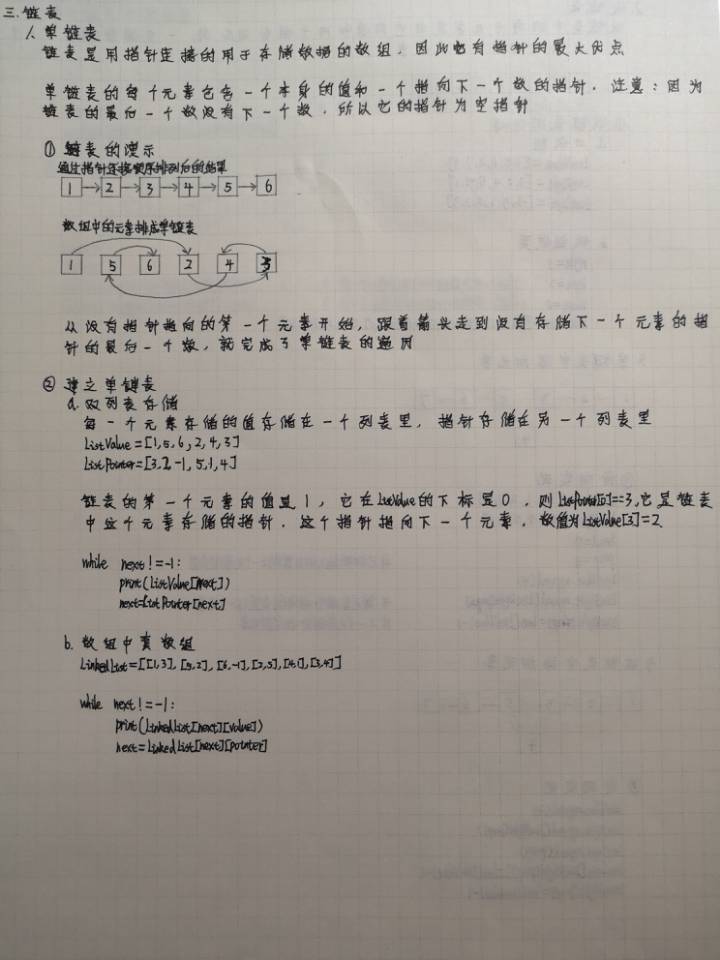 三.链表
1.单链表
链表是用指针连接的用于存储数据的数组，因此也有指针的最大优点
单链表的每个元素包含一个本身的值和一个指向下一个数的指针．注意：因为
链表的最后一个数没有下一个数，所以它的指针为空指针
①链表的演示
通过指针连接顺序排列后的结果
1→2→3→4→5→6
数组中的元素排成单链表
1 5 6 2 4 3
从没有指针指向的第一个元素开始，跟着箭头走到没有存储下一个元素的指
针的最后一个数，就完成了单链表的遍历
②建立单链表
a.双列表存储
每一个元素存储的值存储在一个列表里，指针存储在另一个列表里
ListValue=[1,5,6,2,4,3]
ListPointer=[3,2-1,5,1,4]
链表的第一个元素的值是1，它在ListValue的下标是0．则ListPointer[0]==3,它是链表
中这个元素存储的指针．这个指针指向下一个元素，数值为ListValue[3]=2
while next!=-1:
print(ListValue[next])
next=ListPointer[next]
b.数组中套数组
LinkedList=[[1,3],[5,2],[6,-1],[2,5],[4,1],[3,4]]
while next!=-1:
print(LinkedList[next][value])
next=LinkedList[next][pointer]